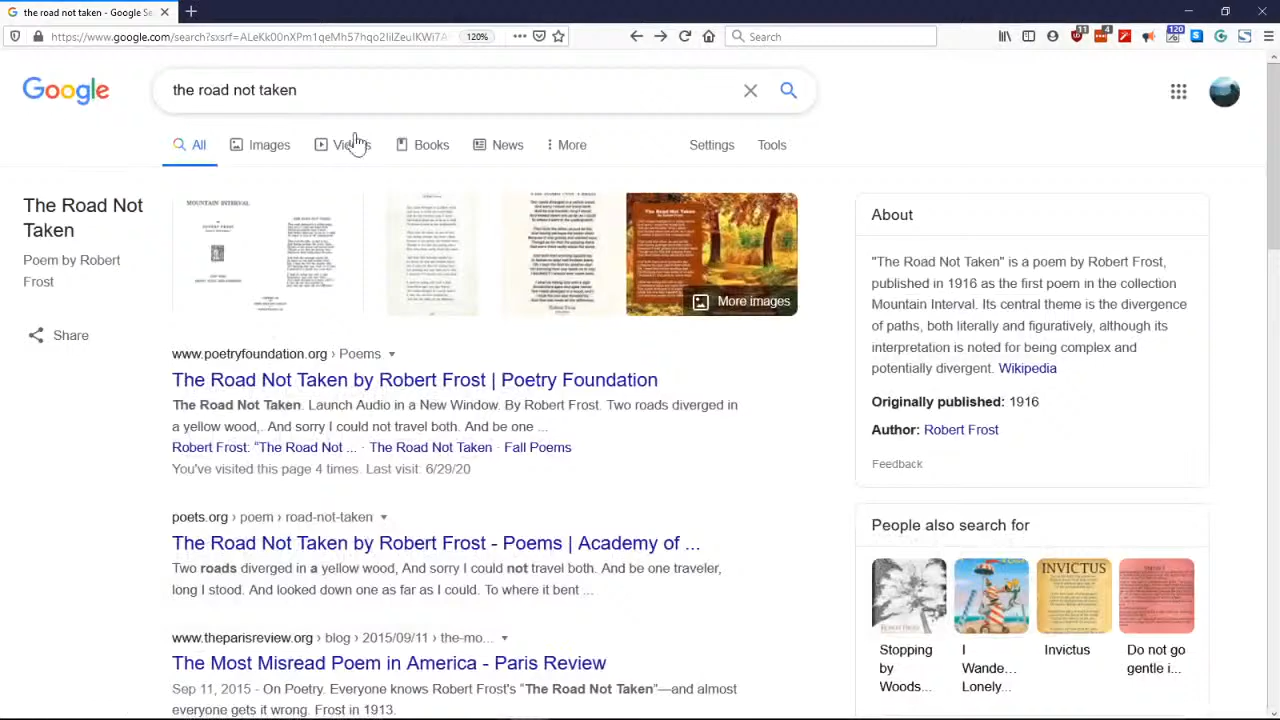 the road not taken - Google Se
https://www.google.com/search?sxsrf=
120%
Search
11
4
120
Google
the road not taken
All
Images
Books
News
More
Settings
Tools
The Road Not
Taken
Poem by Robert
Frost
Share
MOUNTAIN INTERVAL
More images
www.poetryfoundation.org › Poems
The Road Not Taken by Robert Frost | Poetry Foundation
The Road Not Taken. Launch Audio in a New Window. By Robert Frost. Two roads diverged in
a yellow wood,. And sorry I could not travel both. And be one ...
Robert Frost: “The Road Not ... · The Road Not Taken · Fall Poems
You've visited this page 4 times. Last visit: 6/29/20
poets.org › poem › road-not-taken
The Road Not Taken by Robert Frost - Poems | Academy of ...
Two roads diverged in a yellow wood, And sorry I could not travel both. And be one traveler,
long I stood. And looked down one as far as I could. To where it bent ...
www.theparisreview.org › blog › 2015/09/11 › the-mo...
The Most Misread Poem in America - Paris Review
Sep 11, 2015 - On Poetry. Everyone knows Robert Frost's “The Road Not Taken”—and almost
everyone gets it wrong. Frost in 1913.
About
"The Road Not Taken" is a poem by Robert Frost,
published in 1916 as the first poem in the collection
Mountain Interval. Its central theme is the divergence
of paths, both literally and figuratively, although its
interpretation is noted for being complex and
potentially divergent. Wikipedia
Originally published: 1916
Author: Robert Frost
Feedback
People also search for
INVICTUS
Stopping
by
Woods...
I
Wande...
Lonely...
Invictus
Do not go
gentle i...